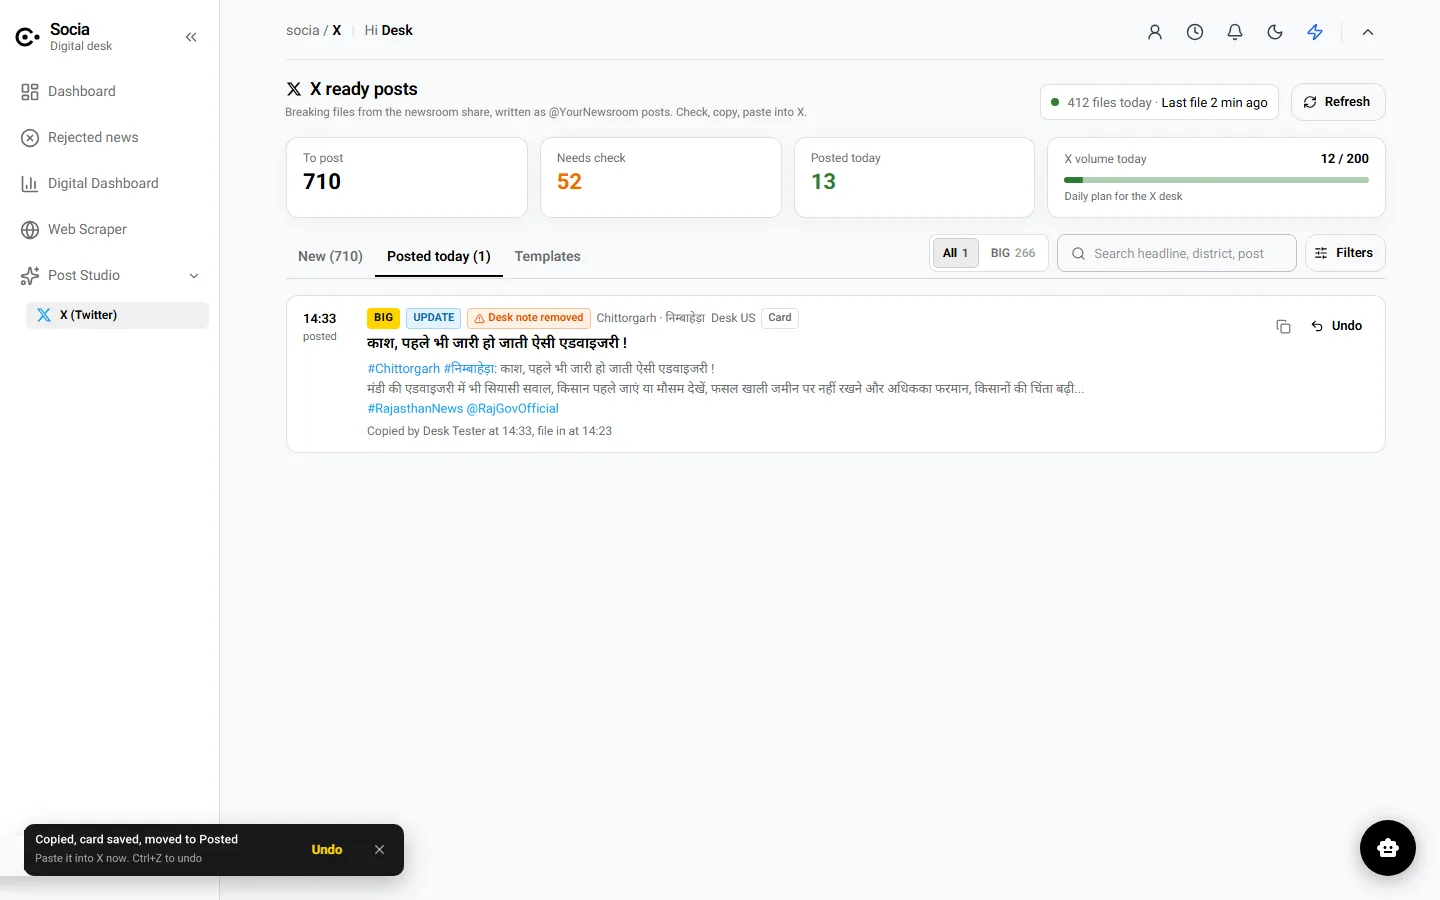 Socia
Digital desk
Dashboard
Rejected news
Digital Dashboard
Web Scraper
Post Studio
X (Twitter)
socia / X | Hi Desk
X ready posts
Breaking files from the newsroom share, written as @YourNewsroom posts. Check, copy, paste into X.
412 files today · Last file 2 min ago
Refresh
To post
710
Needs check
52
Posted today
13
X volume today 12 / 200
Daily plan for the X desk
New (710) Posted today (1) Templates
All 1 BIG 266
Search headline, district, post
Filters
14:33
posted
BIG UPDATE Desk note removed Chittorgarh · निम्बाहेड़ा Desk US Card
काश, पहले भी जारी हो जाती ऐसी एडवाइजरी !
#Chittorgarh #निम्बाहेड़ा: काश, पहले भी जारी हो जाती ऐसी एडवाइजरी !
मंडी की एडवाइजरी में भी सियासी सवाल, किसान पहले जाएं या मौसम देखें, फसल खाली जमीन पर नहीं रखने और अधिकका फरमान, किसानों की चिंता बढ़ी...
#RajasthanNews @RajGovOfficial
Copied by Desk Tester at 14:33, file in at 14:23
Undo
Copied, card saved, moved to Posted
Paste it into X now. Ctrl+Z to undo
Undo